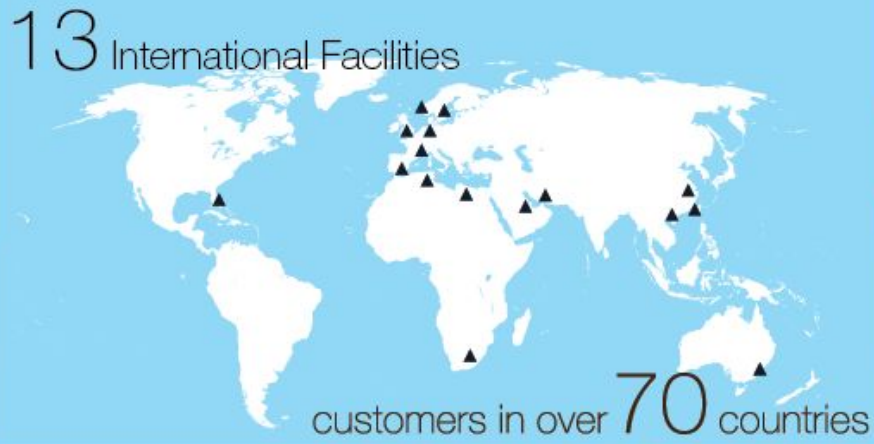 13 International Facilities
customers in over 70 countries